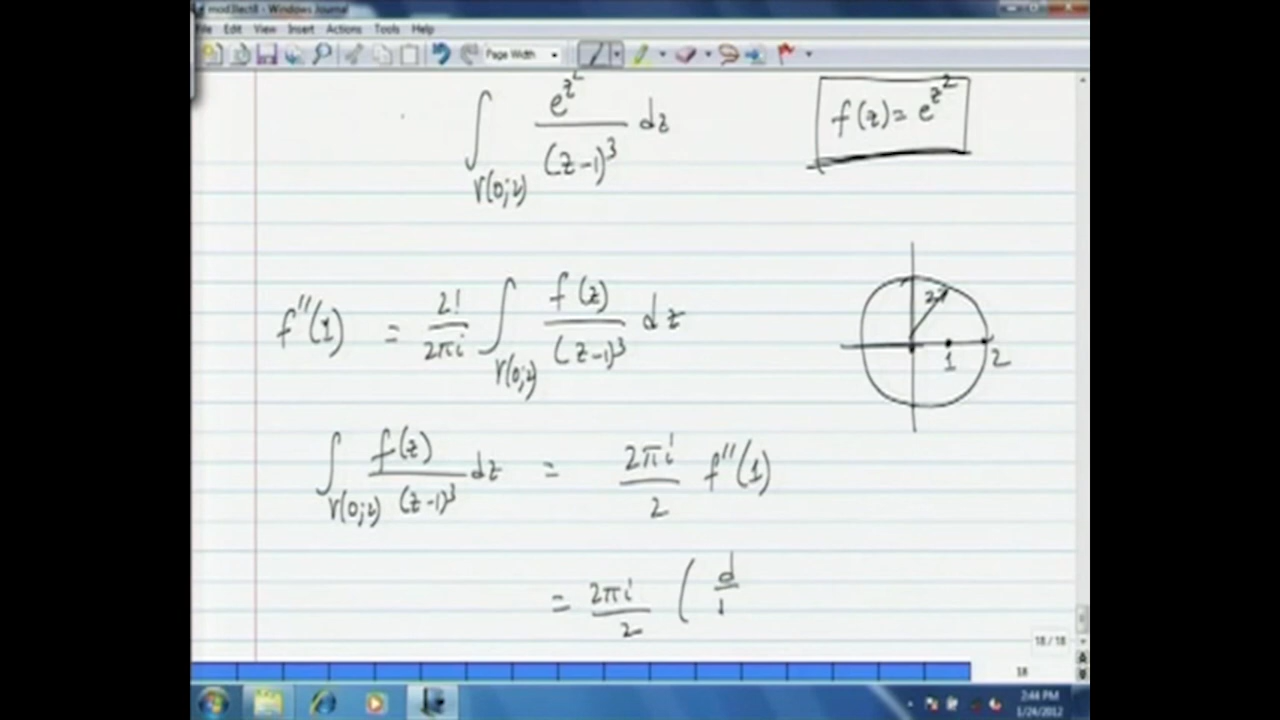 mod3lect8 - Windows Journal
File Edit View Insert Actions Tools Help
Page Width
∫γ(0;2) e^z² / (z-1)³ dz
f(z) = e^z²
f''(1) = 2!/2πi ∫γ(0;2) f(z)/(z-1)³ dz
2
1 2
∫γ(0;2) f(z)/(z-1)³ dz = 2πi/2 f''(1)
= 2πi/2 ( d
18 / 18
18
2:44 PM
1/24/2012